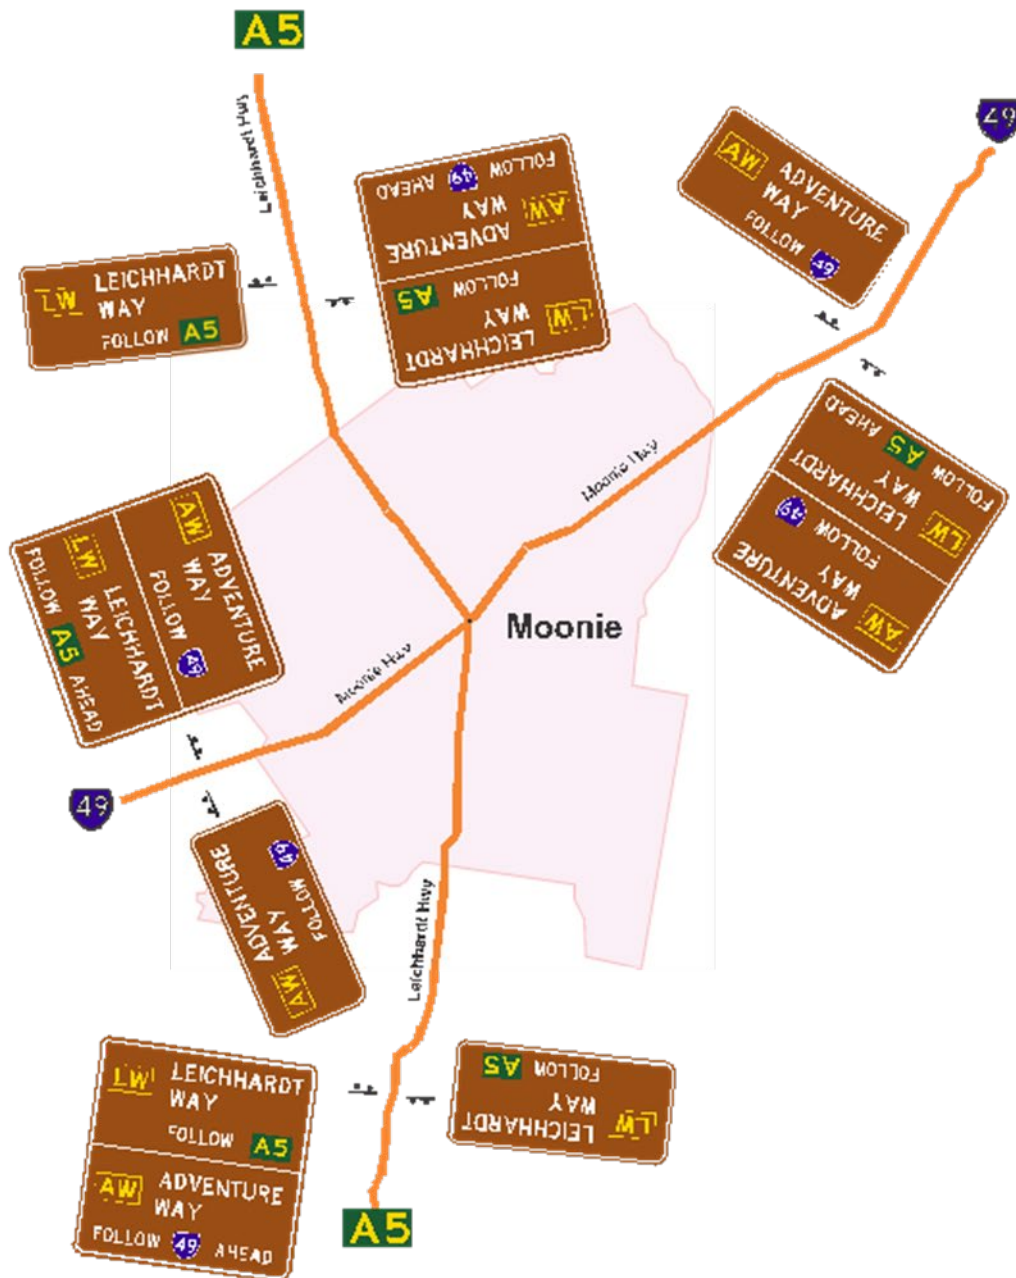 A5
Leichhardt Hwy
49
AW ADVENTURE
WAY
FOLLOW 49
LW LEICHHARDT
WAY
FOLLOW A5
LW LEICHHARDT
WAY
FOLLOW A5
AW ADVENTURE
WAY
FOLLOW 49 AHEAD
AW ADVENTURE
WAY
FOLLOW 49
LW LEICHHARDT
WAY
FOLLOW A5 AHEAD
Moonie Hwy
AW ADVENTURE
WAY
FOLLOW 49
LW LEICHHARDT
WAY
FOLLOW A5 AHEAD
Moonie
Moonie Hwy
49
AW ADVENTURE
WAY
FOLLOW 49
Leichhardt Hwy
LW LEICHHARDT
WAY
FOLLOW A5
AW ADVENTURE
WAY
FOLLOW 49 AHEAD
LW LEICHHARDT
WAY
FOLLOW A5
A5